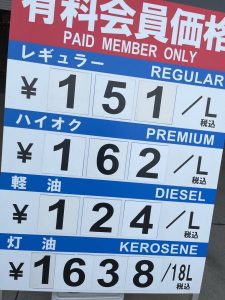 有料会員価格
PAID MEMBER ONLY
レギュラー REGULAR
¥151/L 税込
ハイオク PREMIUM
¥162/L 税込
軽油 DIESEL
¥124/L 税込
灯油 KEROSENE
¥1638/18L 税込